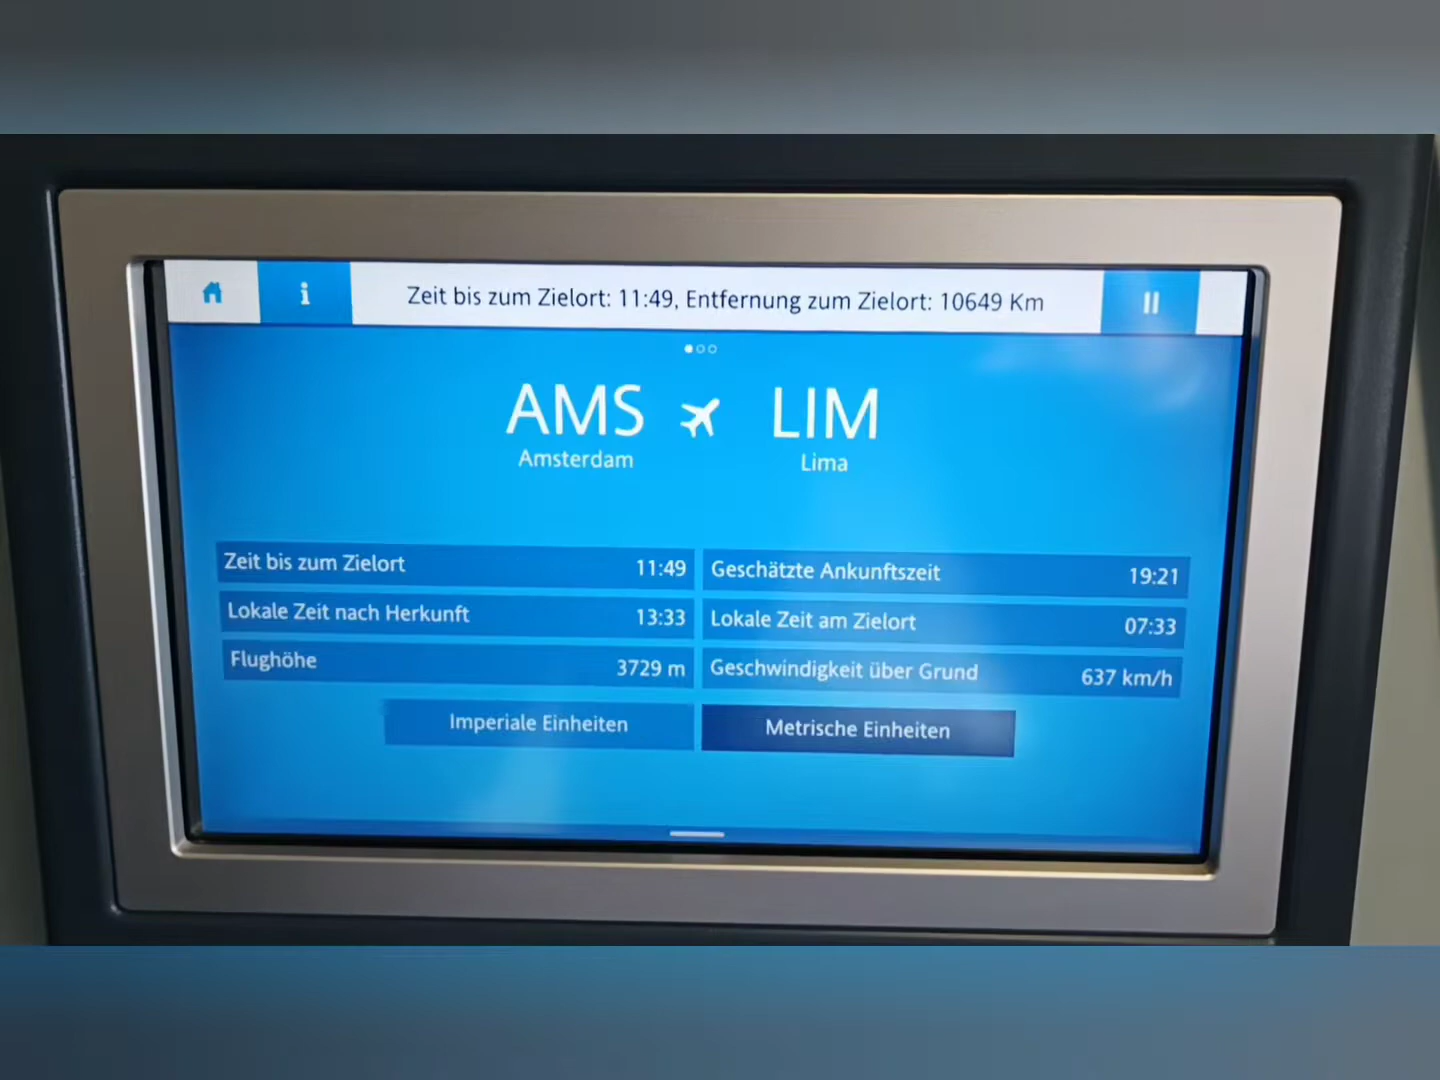 Zeit bis zum Zielort: 11:49, Entfernung zum Zielort: 10649 Km
AMS LIM
Amsterdam Lima
Zeit bis zum Zielort 11:49 Geschätzte Ankunftszeit 19:21
Lokale Zeit nach Herkunft 13:33 Lokale Zeit am Zielort 07:33
Flughöhe 3729 m Geschwindigkeit über Grund 637 km/h
Imperiale Einheiten Metrische Einheiten